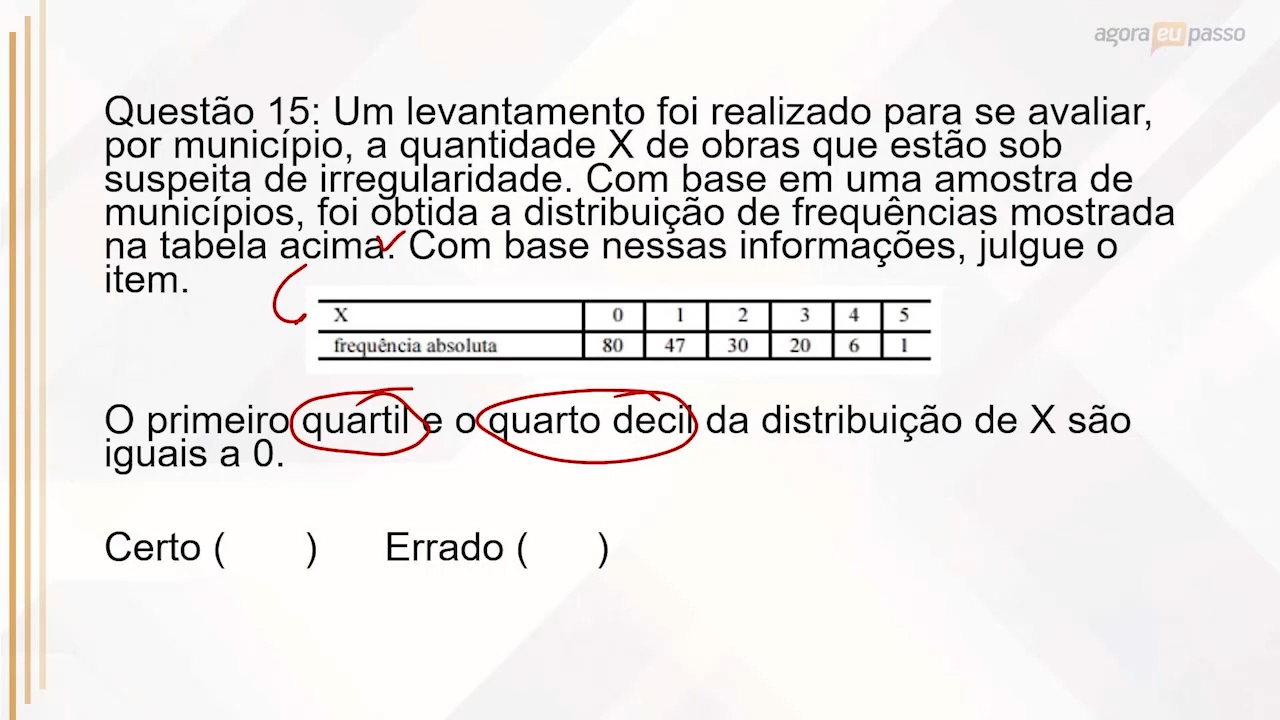 agora eu passo
Questão 15: Um levantamento foi realizado para se avaliar,
por município, a quantidade X de obras que estão sob
suspeita de irregularidade. Com base em uma amostra de
municípios, foi obtida a distribuição de frequências mostrada
na tabela acima. Com base nessas informações, julgue o
item.
X 0 1 2 3 4 5
frequência absoluta 80 47 30 20 6 1
O primeiro quartil e o quarto decil da distribuição de X são
iguais a 0.
Certo ( ) Errado ( )